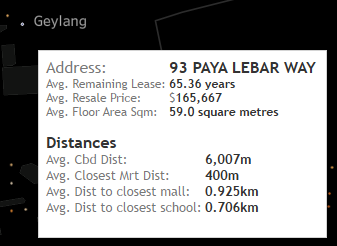 Geylang
Address: 93 PAYA LEBAR WAY
Avg. Remaining Lease: 65.36 years
Avg. Resale Price: $165,667
Avg. Floor Area Sqm: 59.0 square metres
Distances
Avg. Cbd Dist: 6,007m
Avg. Closest Mrt Dist: 400m
Avg. Dist to closest mall: 0.925km
Avg. Dist to closest school: 0.706km